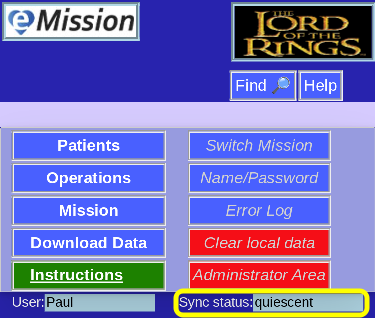 eMission
THE
LORD
OF THE
RINGS
Find 🔎 Help
Patients Switch Mission
Operations Name/Password
Mission Error Log
Download Data Clear local data
Instructions Administrator Area
User: Paul Sync status: quiescent